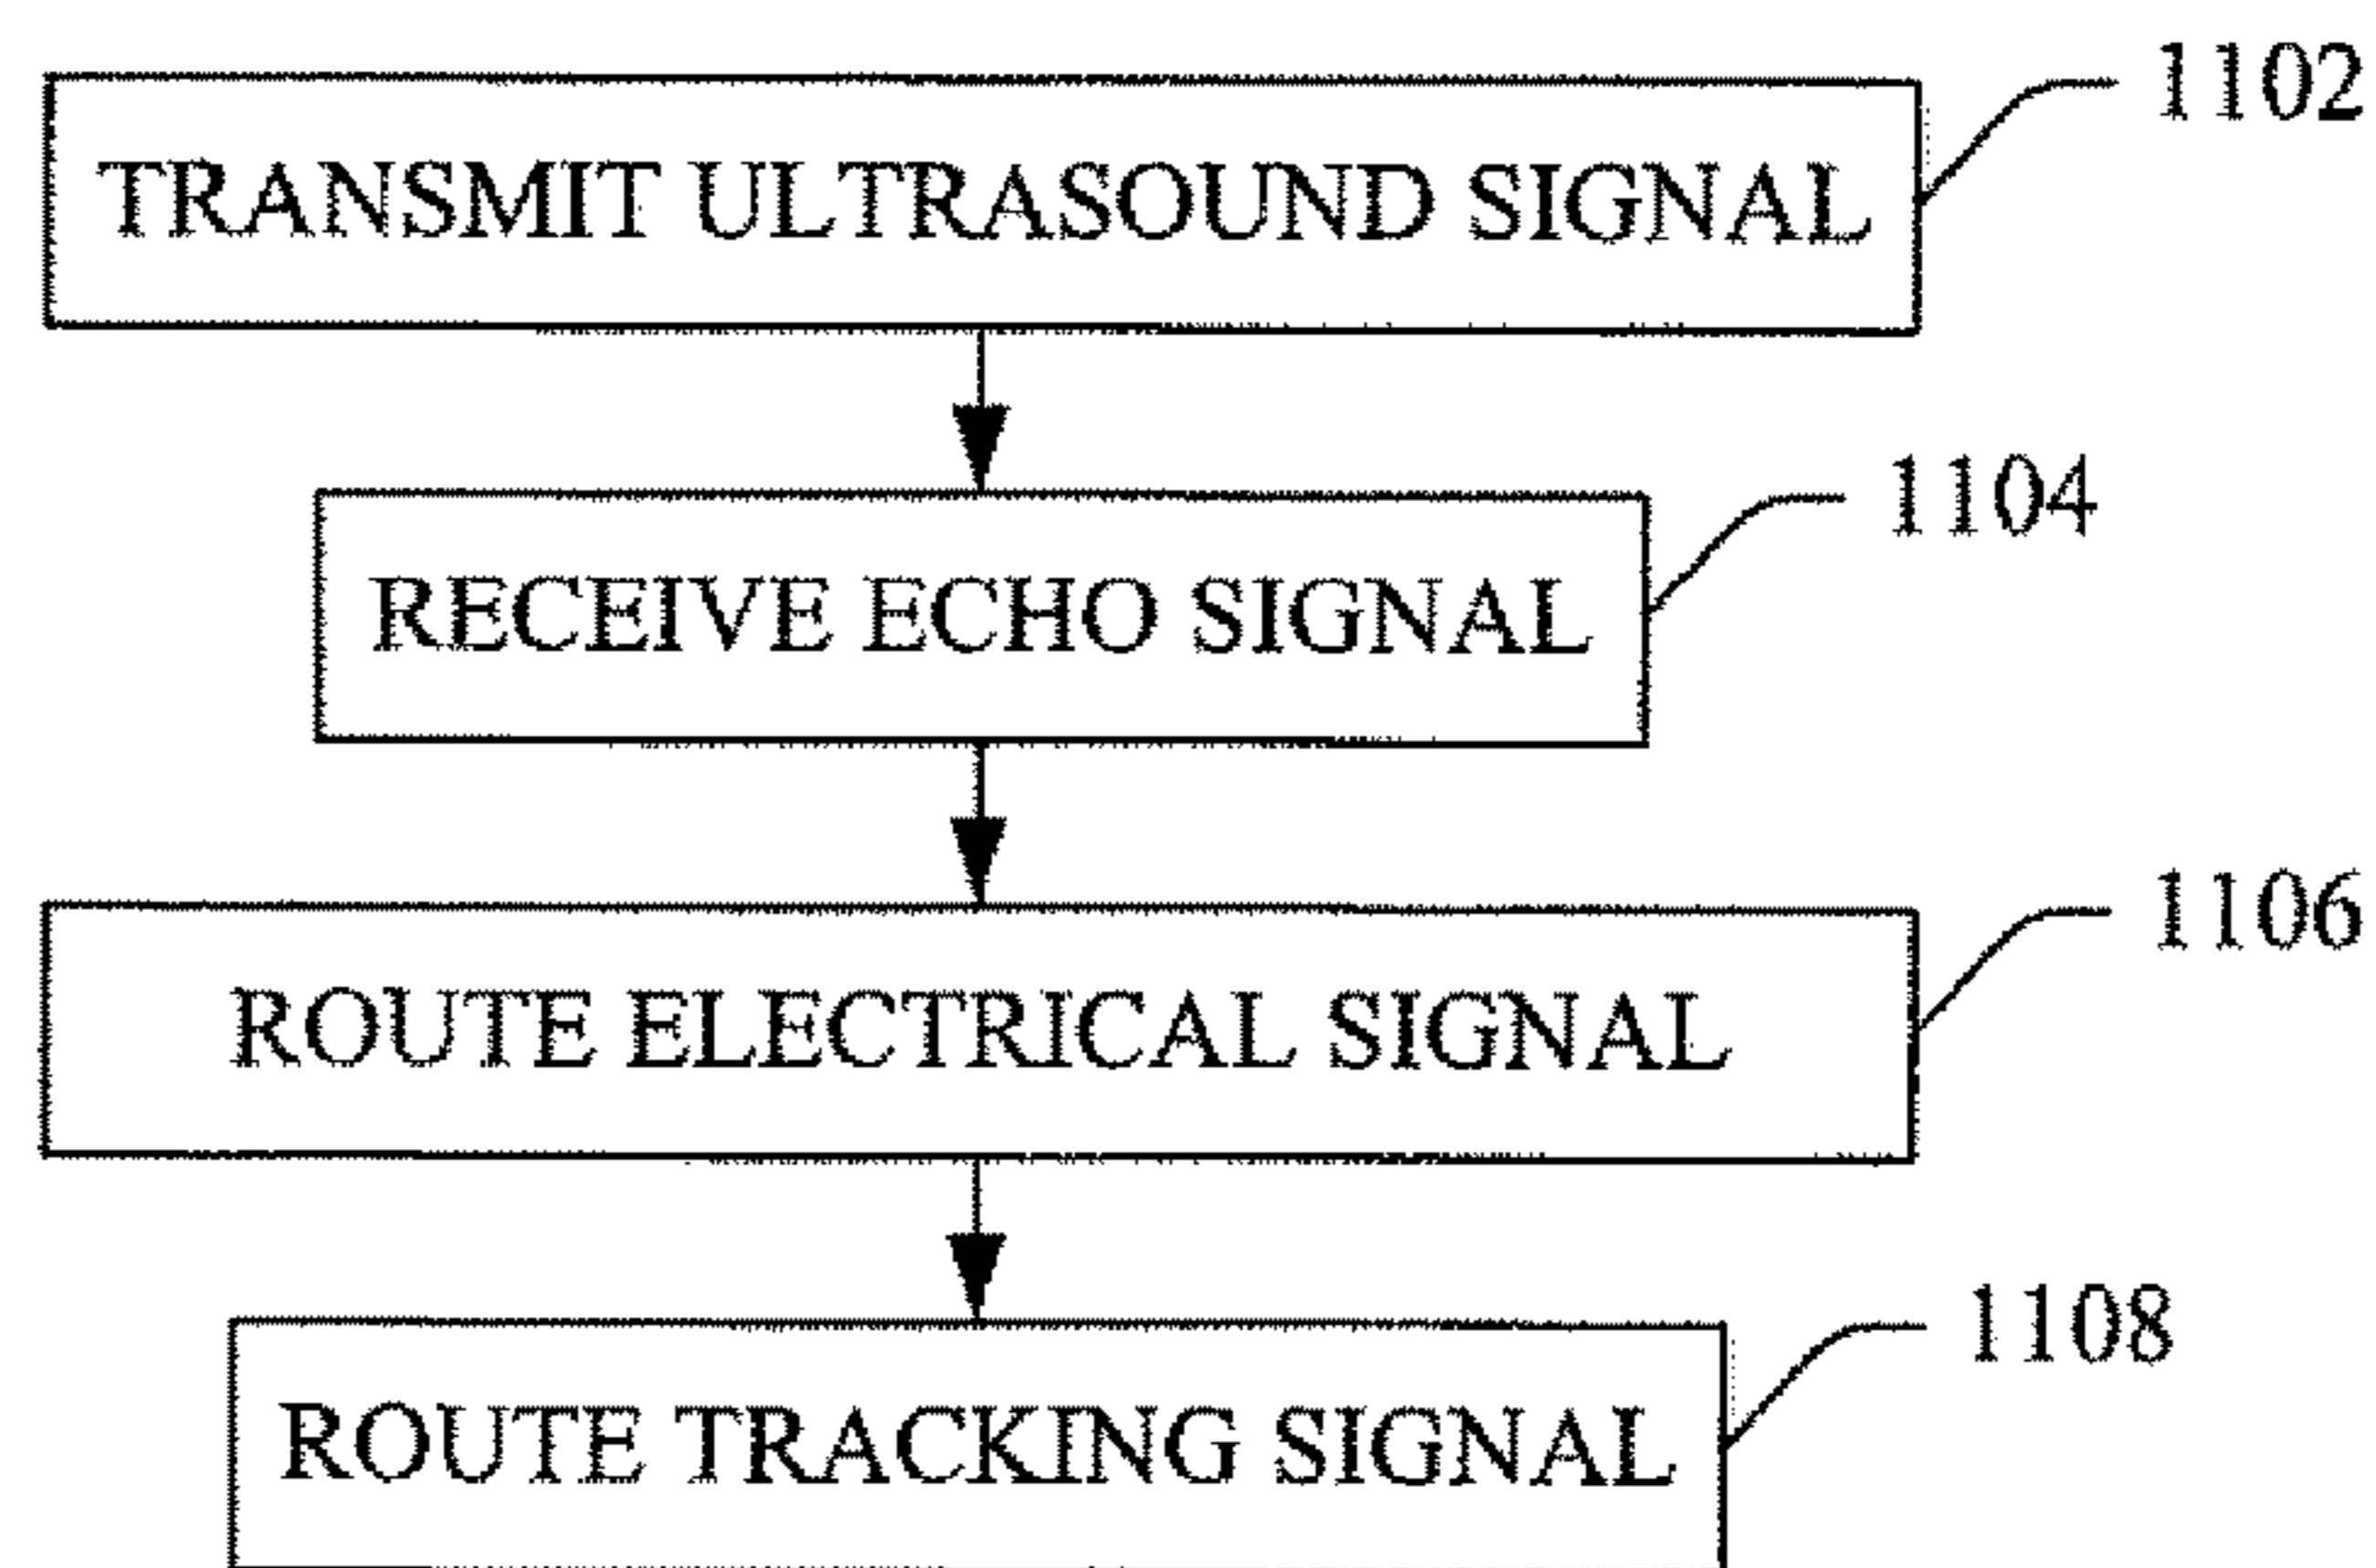 1102
TRANSMIT ULTRASOUND SIGNAL
1104
RECEIVE ECHO SIGNAL
1106
ROUTE ELECTRICAL SIGNAL
1108
ROUTE TRACKING SIGNAL